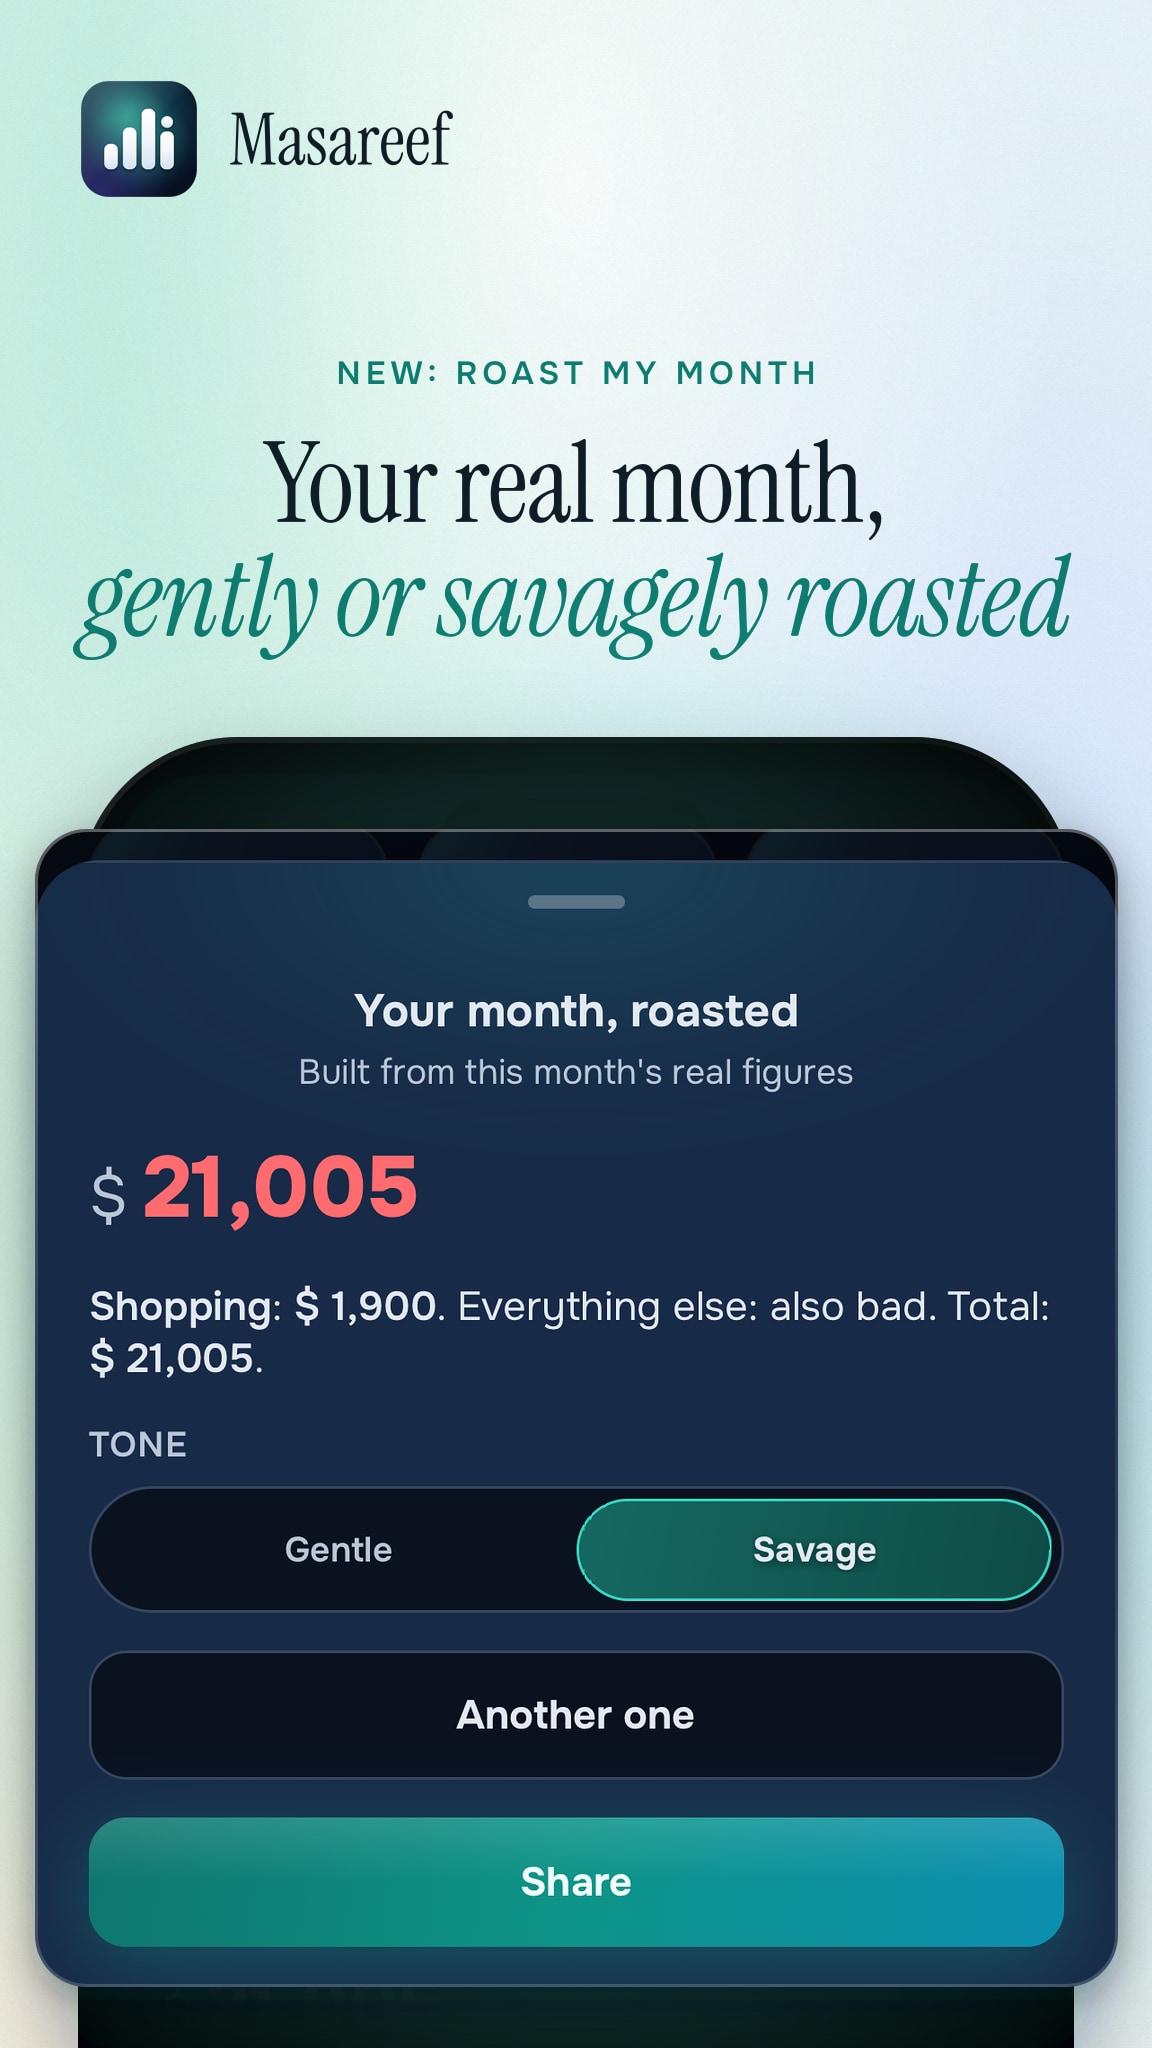 Masareef
NEW: ROAST MY MONTH
Your real month,
gently or savagely roasted
Your month, roasted
Built from this month's real figures
$ 21,005
Shopping: $ 1,900. Everything else: also bad. Total:
$ 21,005.
TONE
Gentle
Savage
Another one
Share